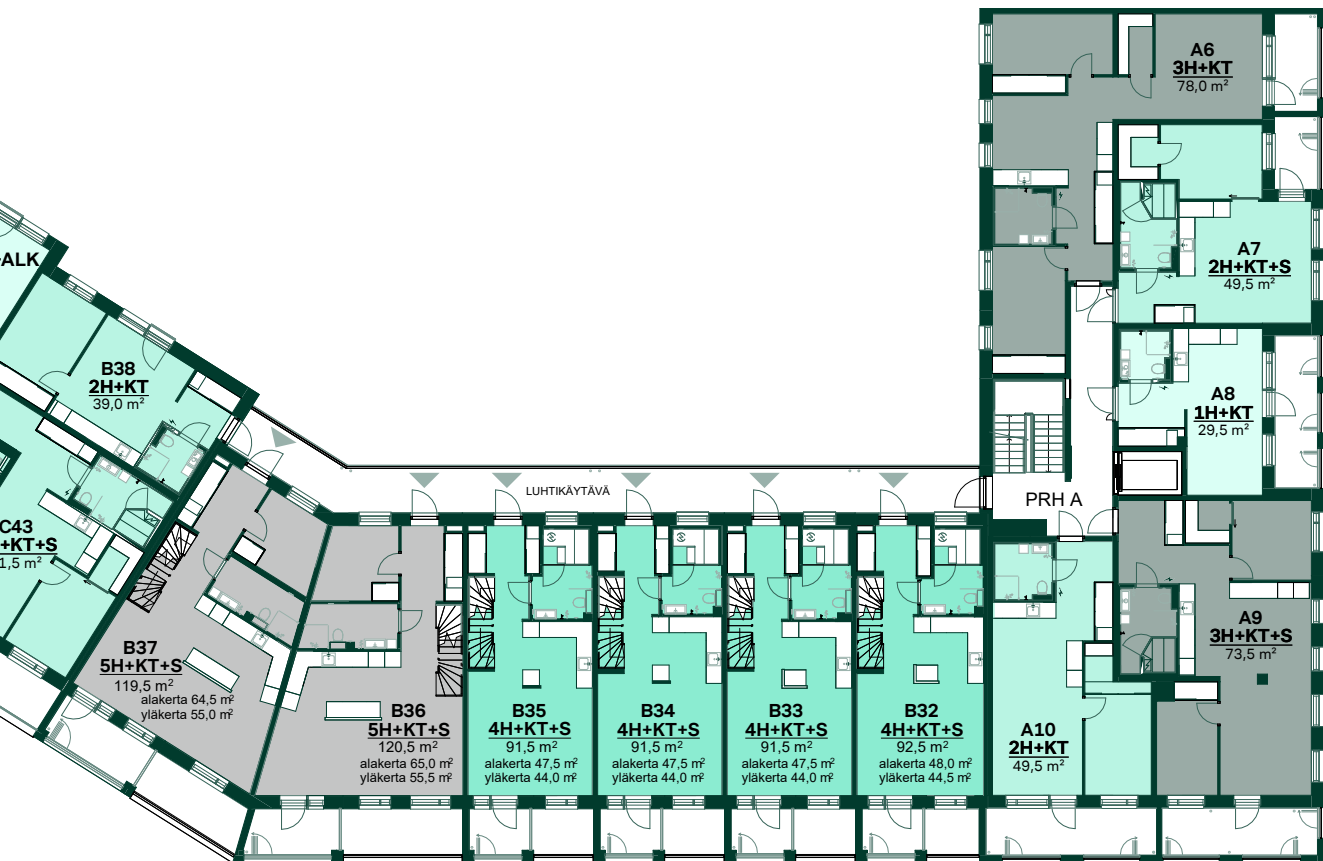 A6
3H+KT
78,0 m²
A7
2H+KT+S
49,5 m²
A8
1H+KT
29,5 m²
PRH A
A9
3H+KT+S
73,5 m²
A10
2H+KT
49,5 m²
LUHTIKÄYTÄVÄ
B32
4H+KT+S
92,5 m²
alakerta 48,0 m²
yläkerta 44,5 m²
B33
4H+KT+S
91,5 m²
alakerta 47,5 m²
yläkerta 44,0 m²
B34
4H+KT+S
91,5 m²
alakerta 47,5 m²
yläkerta 44,0 m²
B35
4H+KT+S
91,5 m²
alakerta 47,5 m²
yläkerta 44,0 m²
B36
5H+KT+S
120,5 m²
alakerta 65,0 m²
yläkerta 55,5 m²
B37
5H+KT+S
119,5 m²
alakerta 64,5 m²
yläkerta 55,0 m²
B38
2H+KT
39,0 m²
ALK
C43
+KT+S
1,5 m²